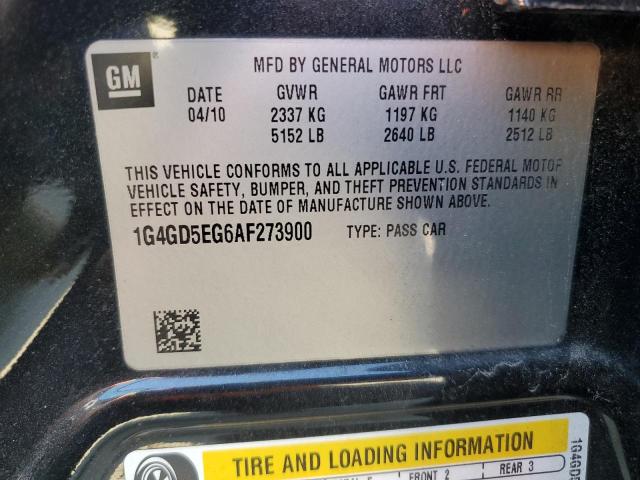 GM
MFD BY GENERAL MOTORS LLC
DATE GVWR GAWR FRT GAWR RR
04/10 2337 KG 1197 KG 1140 KG
5152 LB 2640 LB 2512 LB
THIS VEHICLE CONFORMS TO ALL APPLICABLE U.S. FEDERAL MOTOR
VEHICLE SAFETY, BUMPER, AND THEFT PREVENTION STANDARDS IN
EFFECT ON THE DATE OF MANUFACTURE SHOWN ABOVE.
1G4GD5EG6AF273900 TYPE: PASS CAR
TIRE AND LOADING INFORMATION
FRONT 2 REAR 3
1G4GD5